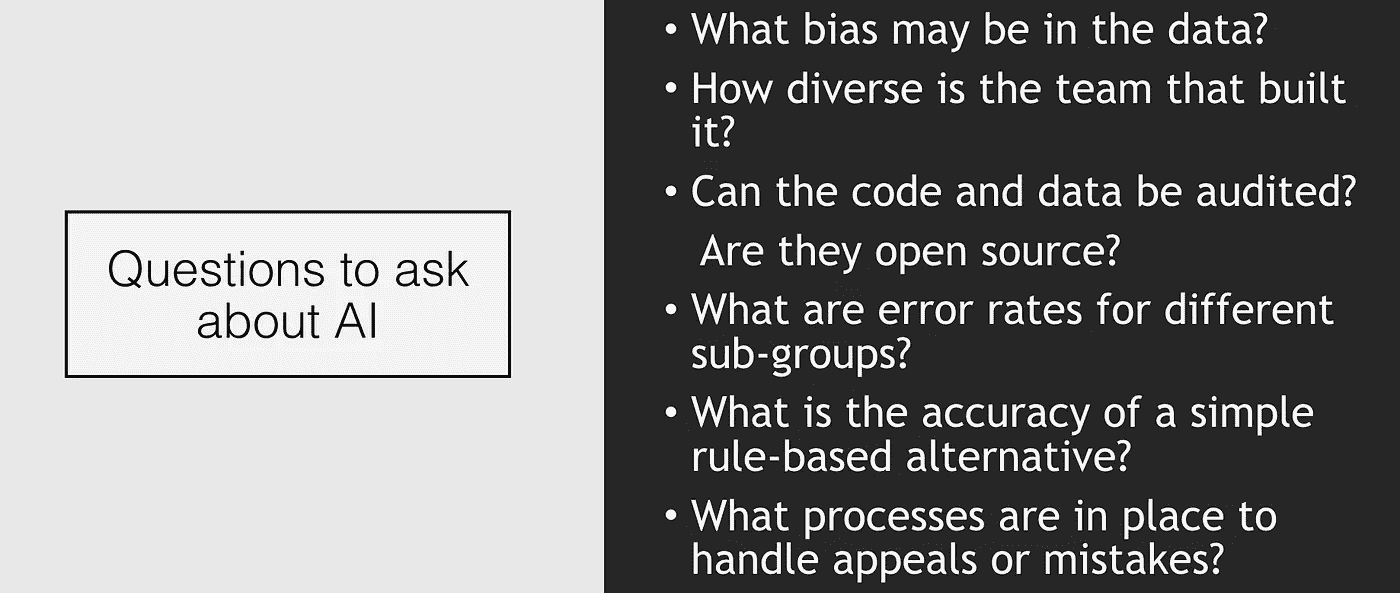 Questions to ask
about AI
• What bias may be in the data?
• How diverse is the team that built
it?
• Can the code and data be audited?
Are they open source?
• What are error rates for different
sub-groups?
• What is the accuracy of a simple
rule-based alternative?
• What processes are in place to
handle appeals or mistakes?